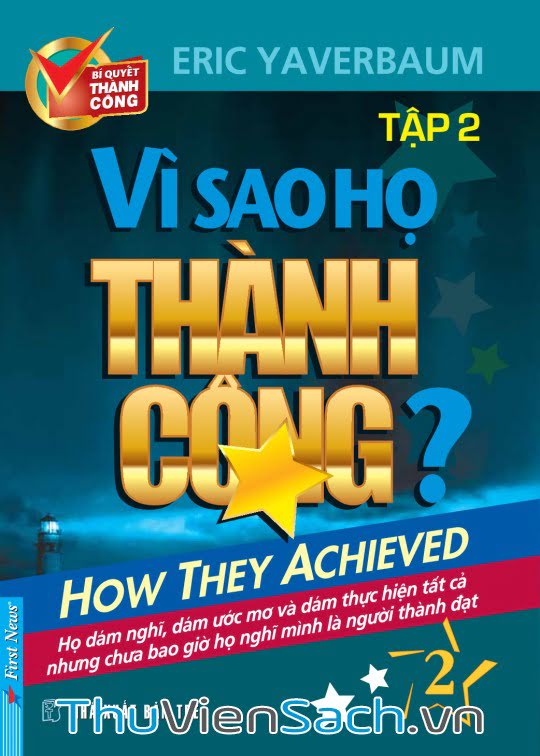 BÍ QUYẾT
THÀNH
CÔNG
ERIC YAVERBAUM
TẬP 2
VÌ SAO HỌ
THÀNH
CÔNG?
HOW THEY ACHIEVED
Họ dám nghĩ, dám ước mơ và dám thực hiện tất cả
nhưng chưa bao giờ họ nghĩ mình là người thành đạt
First News
2
ThuVienSach.vn